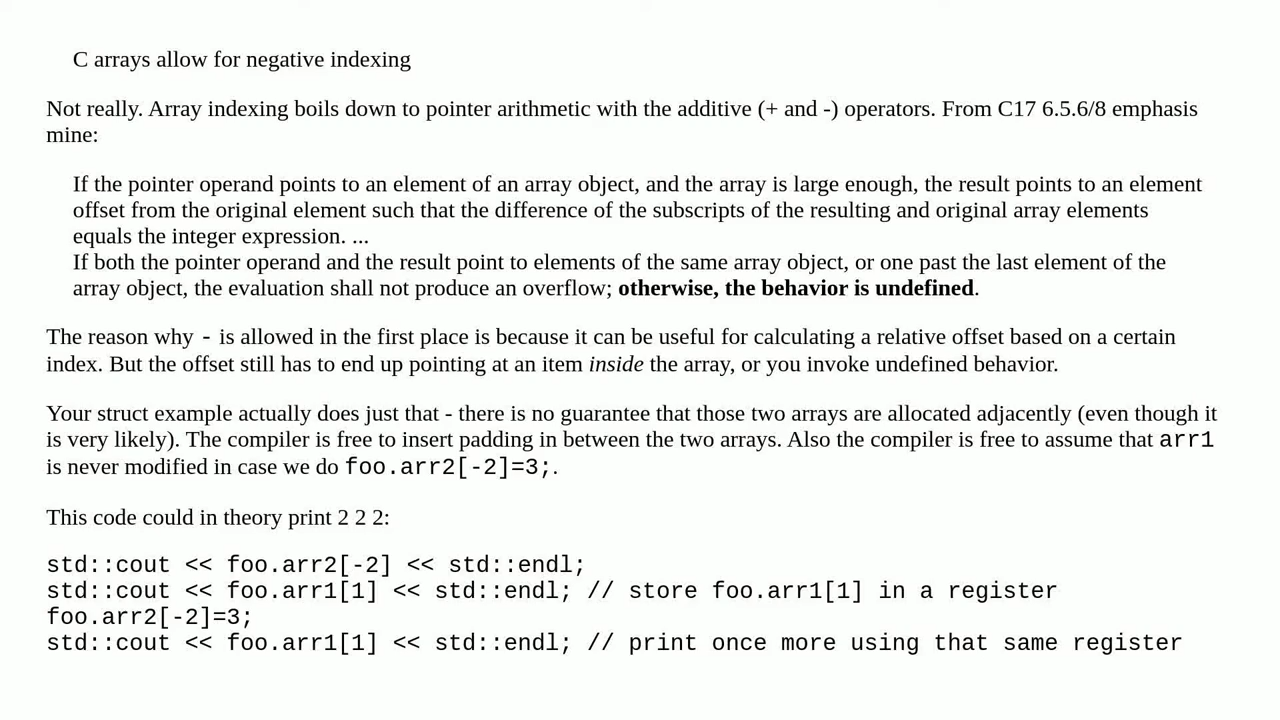 C arrays allow for negative indexing
Not really. Array indexing boils down to pointer arithmetic with the additive (+ and -) operators. From C17 6.5.6/8 emphasis
mine:
If the pointer operand points to an element of an array object, and the array is large enough, the result points to an element
offset from the original element such that the difference of the subscripts of the resulting and original array elements
equals the integer expression. ...
If both the pointer operand and the result point to elements of the same array object, or one past the last element of the
array object, the evaluation shall not produce an overflow; otherwise, the behavior is undefined.
The reason why - is allowed in the first place is because it can be useful for calculating a relative offset based on a certain
index. But the offset still has to end up pointing at an item inside the array, or you invoke undefined behavior.
Your struct example actually does just that - there is no guarantee that those two arrays are allocated adjacently (even though it
is very likely). The compiler is free to insert padding in between the two arrays. Also the compiler is free to assume that arr1
is never modified in case we do foo.arr2[-2]=3;.
This code could in theory print 2 2 2:
std::cout << foo.arr2[-2] << std::endl;
std::cout << foo.arr1[1] << std::endl; // store foo.arr1[1] in a register
foo.arr2[-2]=3;
std::cout << foo.arr1[1] << std::endl; // print once more using that same register